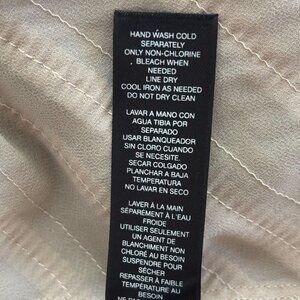 HAND WASH COLD
SEPARATELY
ONLY NON-CHLORINE
BLEACH WHEN
NEEDED
LINE DRY
COOL IRON AS NEEDED
DO NOT DRY CLEAN
LAVAR A MANO CON
AGUA TIBIA POR
SEPARADO
USAR BLANQUEADOR
SIN CLORO CUANDO
SE NECESITE.
SECAR COLGADO
PLANCHAR A BAJA
TEMPERATURA
NO LAVAR EN SECO
LAVER À LA MAIN
SÉPARÉMENT À L'EAU
FROIDE
UTILISER SEULEMENT
UN AGENT DE
BLANCHIMENT NON
CHLORÉ AU BESOIN
SUSPENDRE POUR
SÉCHER
REPASSER À FAIBLE
TEMPÉRATURE AU
BESOIN